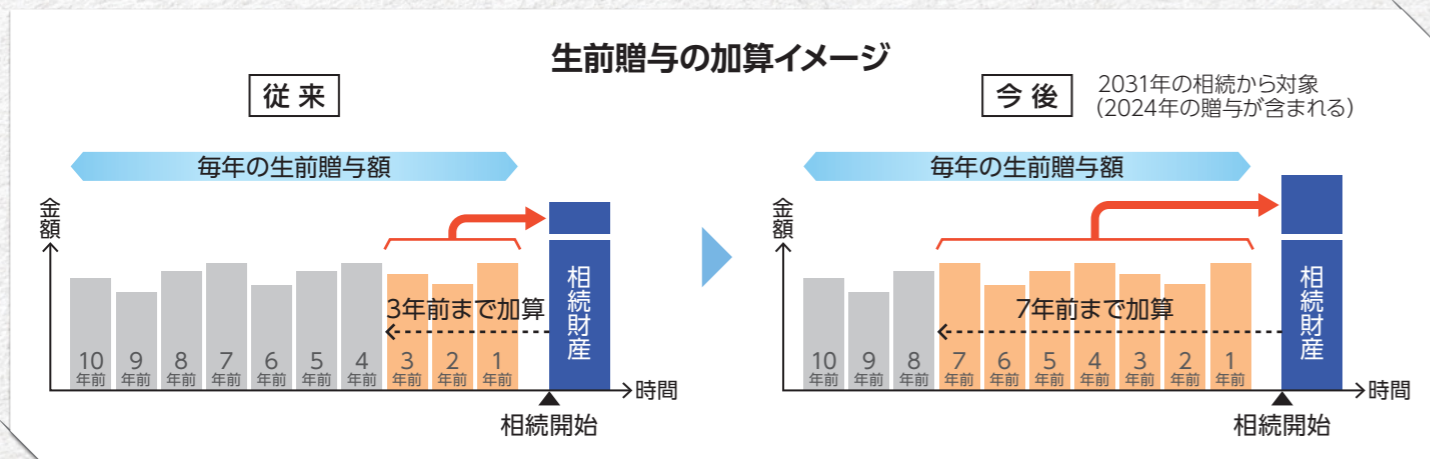 生前贈与の加算イメージ
従来
毎年の生前贈与額
金額
3年前まで加算
10年前
9年前
8年前
7年前
6年前
5年前
4年前
3年前
2年前
1年前
相続財産
時間
相続開始
今後
2031年の相続から対象
（2024年の贈与が含まれる）
毎年の生前贈与額
金額
7年前まで加算
10年前
9年前
8年前
7年前
6年前
5年前
4年前
3年前
2年前
1年前
相続財産
時間
相続開始